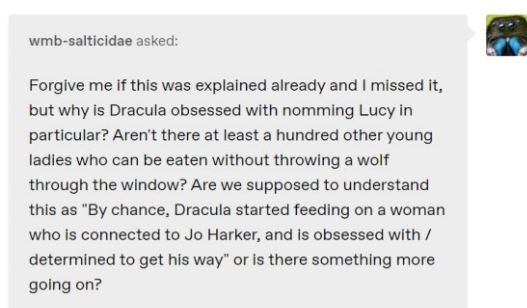 wmb-salticidae asked:
Forgive me if this was explained already and I missed it,
but why is Dracula obsessed with nomming Lucy in
particular? Aren't there at least a hundred other young
ladies who can be eaten without throwing a wolf
through the window? Are we supposed to understand
this as "By chance, Dracula started feeding on a woman
who is connected to Jo Harker, and is obsessed with /
determined to get his way" or is there something more
going on?